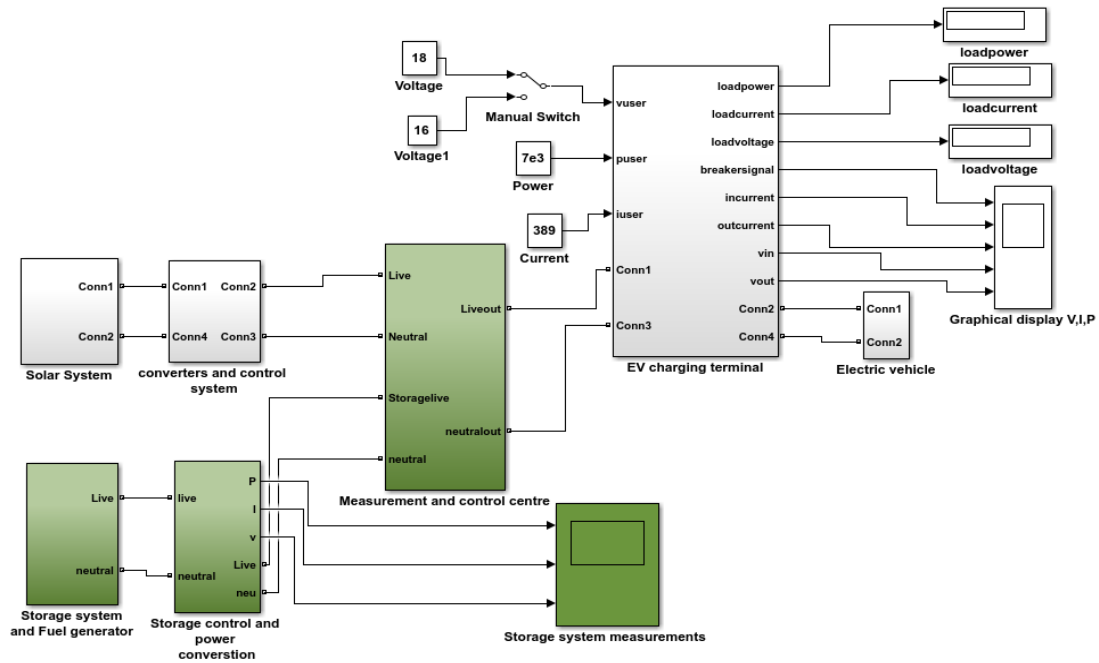 loadpower
18
Voltage
Manual Switch
16
Voltage1
7e3
Power
389
Current
vuser
puser
iuser
Conn1
Conn3
loadpower
loadcurrent
loadvoltage
breakersignal
incurrent
outcurrent
vin
vout
Conn2
Conn4
EV charging terminal
loadcurrent
loadvoltage
Graphical display V,I,P
Conn1
Conn2
Electric vehicle
Conn1
Conn2
Solar System
Conn1
Conn4
Conn2
Conn3
converters and control
system
Live
Neutral
Storagelive
neutral
Liveout
neutralout
Measurement and control centre
Live
neutral
Storage system
and Fuel generator
live
neutral
P
I
v
Live
neu
Storage control and
power
converstion
Storage system measurements